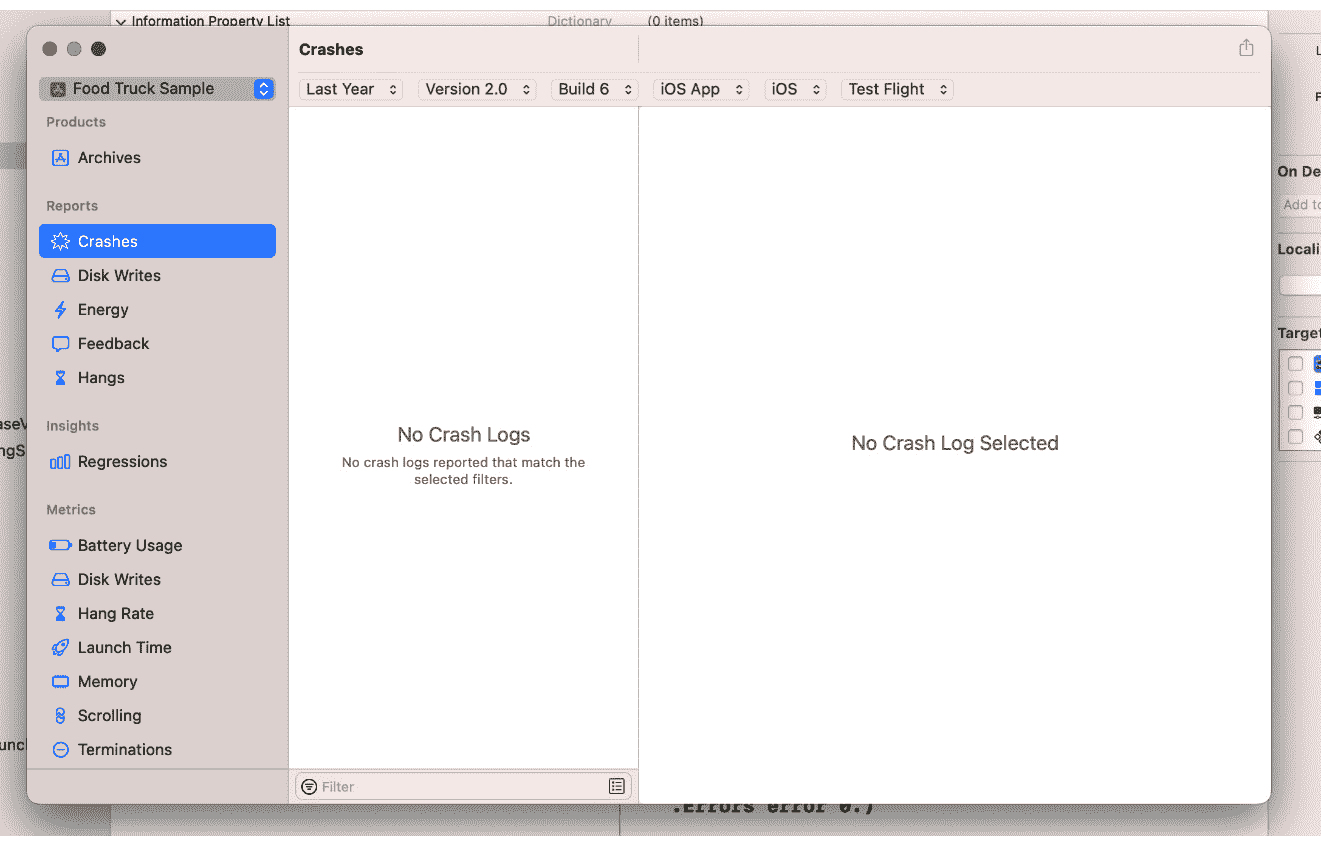 Information Property List
Dictionary
(0 items)
Crashes
Food Truck Sample
Last Year
Version 2.0
Build 6
iOS App
iOS
Test Flight
Products
Archives
Reports
Crashes
Disk Writes
Energy
Feedback
Hangs
Insights
Regressions
Metrics
Battery Usage
Disk Writes
Hang Rate
Launch Time
Memory
Scrolling
Terminations
No Crash Logs
No crash logs reported that match the
selected filters.
Filter
No Crash Log Selected
On De
Add to
Locali
Target
aseV
ngS
unch
.Errors error 0.)